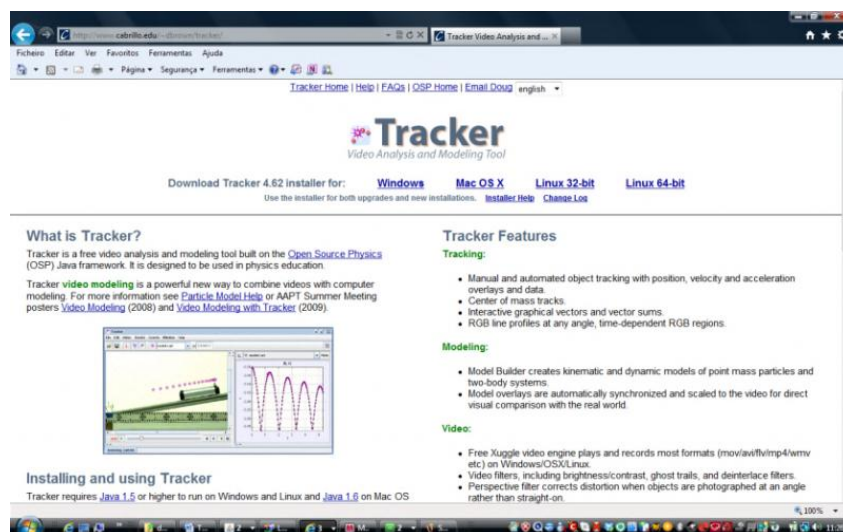 http://www.cabrillo.edu/~dbrown/tracker/
Tracker Video Analysis and ...
Ficheiro Editar Ver Favoritos Ferramentas Ajuda
Página Segurança Ferramentas
Tracker Home | Help | FAQs | OSP Home | Email Doug english
Tracker
Video Analysis and Modeling Tool
Download Tracker 4.62 installer for: Windows Mac OS X Linux 32-bit Linux 64-bit
Use the installer for both upgrades and new installations. Installer Help Change Log
What is Tracker?
Tracker is a free video analysis and modeling tool built on the Open Source Physics
(OSP) Java framework. It is designed to be used in physics education.
Tracker video modeling is a powerful new way to combine videos with computer
modeling. For more information see Particle Model Help or AAPT Summer Meeting
posters Video Modeling (2008) and Video Modeling with Tracker (2009).
Installing and using Tracker
Tracker requires Java 1.5 or higher to run on Windows and Linux and Java 1.6 on Mac OS
Tracker Features
Tracking:
• Manual and automated object tracking with position, velocity and acceleration
overlays and data.
• Center of mass tracks.
• Interactive graphical vectors and vector sums.
• RGB line profiles at any angle, time-dependent RGB regions.
Modeling:
• Model Builder creates kinematic and dynamic models of point mass particles and
two-body systems.
• Model overlays are automatically synchronized and scaled to the video for direct
visual comparison with the real world.
Video:
• Free Xuggle video engine plays and records most formats (mov/avi/flv/mp4/wmv
etc) on Windows/OSX/Linux.
• Video filters, including brightness/contrast, ghost trails, and deinterlace filters.
• Perspective filter corrects distortion when objects are photographed at an angle
rather than straight-on.
100%